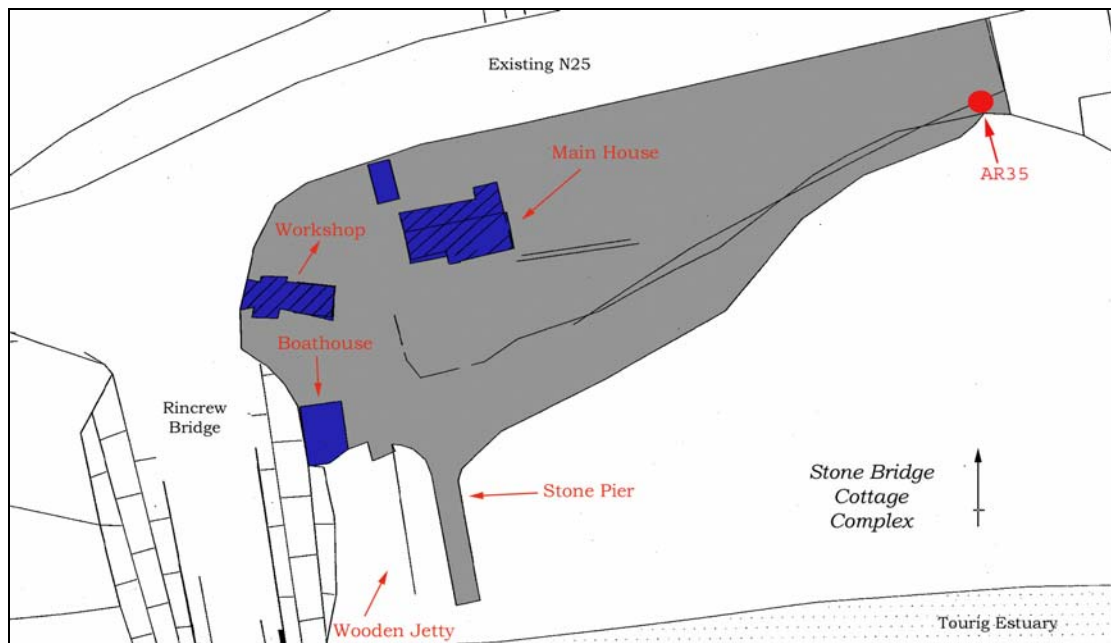 Existing N25
Main House
AR35
Workshop
Boathouse
Rincrew
Bridge
Stone Pier
Stone Bridge
Cottage
Complex
Wooden Jetty
Tourig Estuary